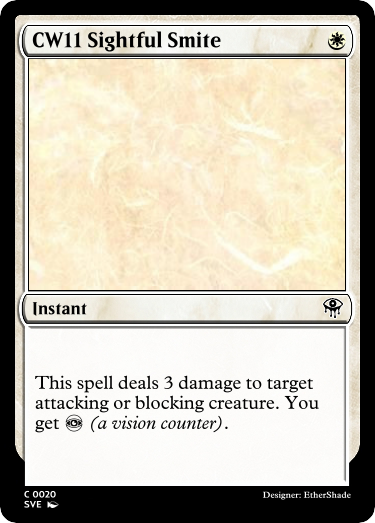 CW11 Sightful Smite
Instant
This spell deals 3 damage to target
attacking or blocking creature. You
get (a vision counter).
C 0020
SVE
Designer: EtherShade